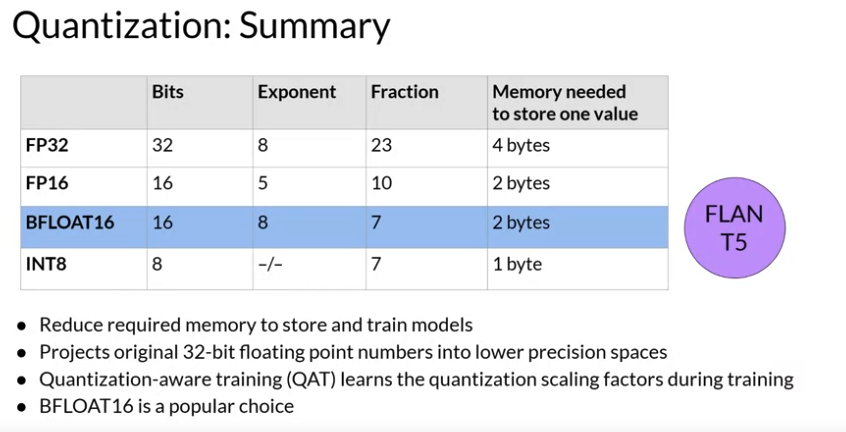 Quantization: Summary
Bits Exponent Fraction Memory needed
to store one value
FP32 32 8 23 4 bytes
FP16 16 5 10 2 bytes
BFLOAT16 16 8 7 2 bytes
INT8 8 -/- 7 1 byte
FLAN
T5
• Reduce required memory to store and train models
• Projects original 32-bit floating point numbers into lower precision spaces
• Quantization-aware training (QAT) learns the quantization scaling factors during training
• BFLOAT16 is a popular choice